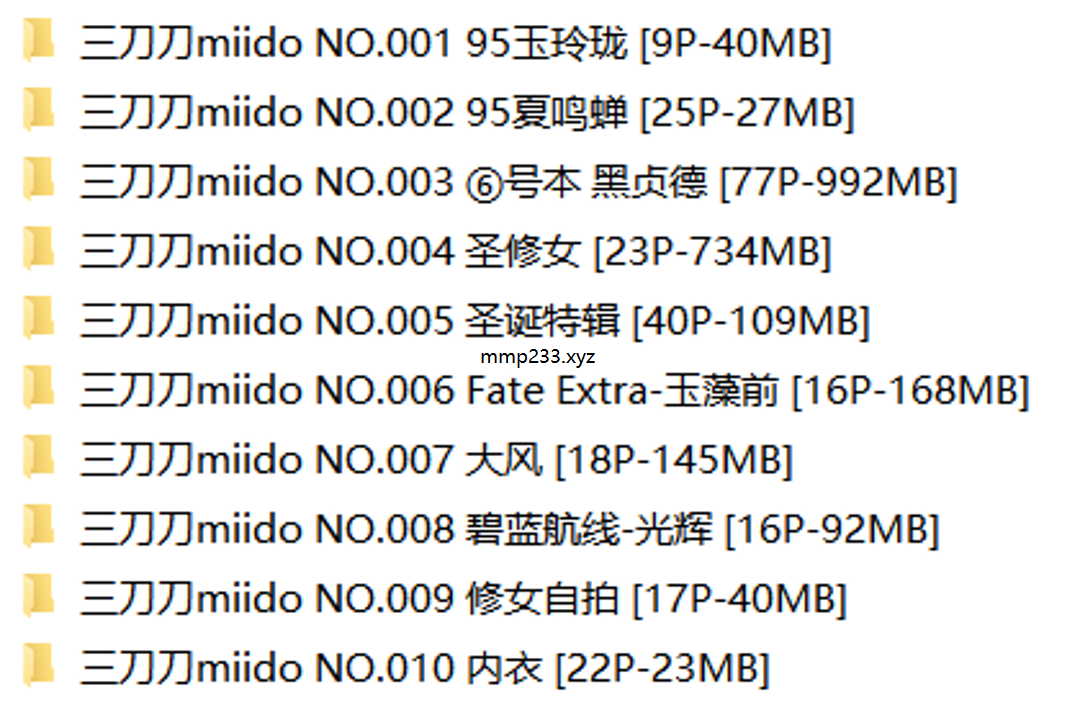 三刀刀miido NO.001 95玉玲珑 [9P-40MB]
三刀刀miido NO.002 95夏鸣蝉 [25P-27MB]
三刀刀miido NO.003 ⑥号本 黑贞德 [77P-992MB]
三刀刀miido NO.004 圣修女 [23P-734MB]
三刀刀miido NO.005 圣诞特辑 [40P-109MB]
mmp233.xyz
三刀刀miido NO.006 Fate Extra-玉藻前 [16P-168MB]
三刀刀miido NO.007 大风 [18P-145MB]
三刀刀miido NO.008 碧蓝航线-光辉 [16P-92MB]
三刀刀miido NO.009 修女自拍 [17P-40MB]
三刀刀miido NO.010 内衣 [22P-23MB]